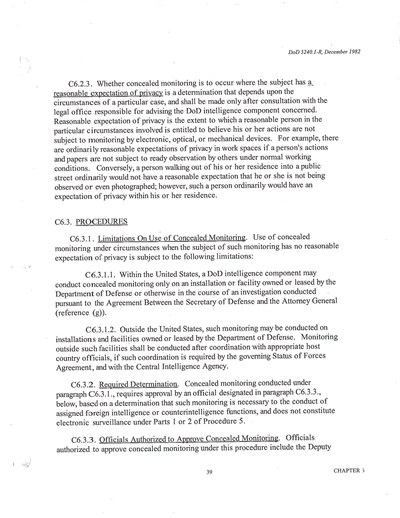 DoD 5240.1-R, December 1982
C6.2.3. Whether concealed monitoring is to occur where the subject has a
reasonable expectation of privacy is a determination that depends upon the
circumstances of a particular case, and shall be made only after consultation with the
legal office responsible for advising the DoD intelligence component concerned.
Reasonable expectation of privacy is the extent to which a reasonable person in the
particular circumstances involved is entitled to believe his or her actions are not
subject to monitoring by electronic, optical, or mechanical devices. For example, there
are ordinarily reasonable expectations of privacy in work spaces if a person's actions
and papers are not subject to ready observation by others under normal working
conditions. Conversely, a person walking out of his or her residence into a public
street ordinarily would not have a reasonable expectation that he or she is not being
observed or even photographed; however, such a person ordinarily would have an
expectation of privacy within his or her residence.
C6.3. PROCEDURES
C6.3.1. Limitations On Use of Concealed Monitoring. Use of concealed
monitoring under circumstances when the subject of such monitoring has no reasonable
expectation of privacy is subject to the following limitations:
C6.3.1.1. Within the United States, a DoD intelligence component may
conduct concealed monitoring only on an installation or facility owned or leased by the
Department of Defense or otherwise in the course of an investigation conducted
pursuant to the Agreement Between the Secretary of Defense and the Attorney General
(reference (g)).
C6.3.1.2. Outside the United States, such monitoring may be conducted on
installations and facilities owned or leased by the Department of Defense. Monitoring
outside such facilities shall be conducted after coordination with appropriate host
country officials, if such coordination is required by the governing Status of Forces
Agreement, and with the Central Intelligence Agency.
C6.3.2. Required Determination. Concealed monitoring conducted under
paragraph C6.3.1., requires approval by an official designated in paragraph C6.3.3.,
below, based on a determination that such monitoring is necessary to the conduct of
assigned foreign intelligence or counterintelligence functions, and does not constitute
electronic surveillance under Parts 1 or 2 of Procedure 5.
C6.3.3. Officials Authorized to Approve Concealed Monitoring. Officials
authorized to approve concealed monitoring under this procedure include the Deputy
39
CHAPTER